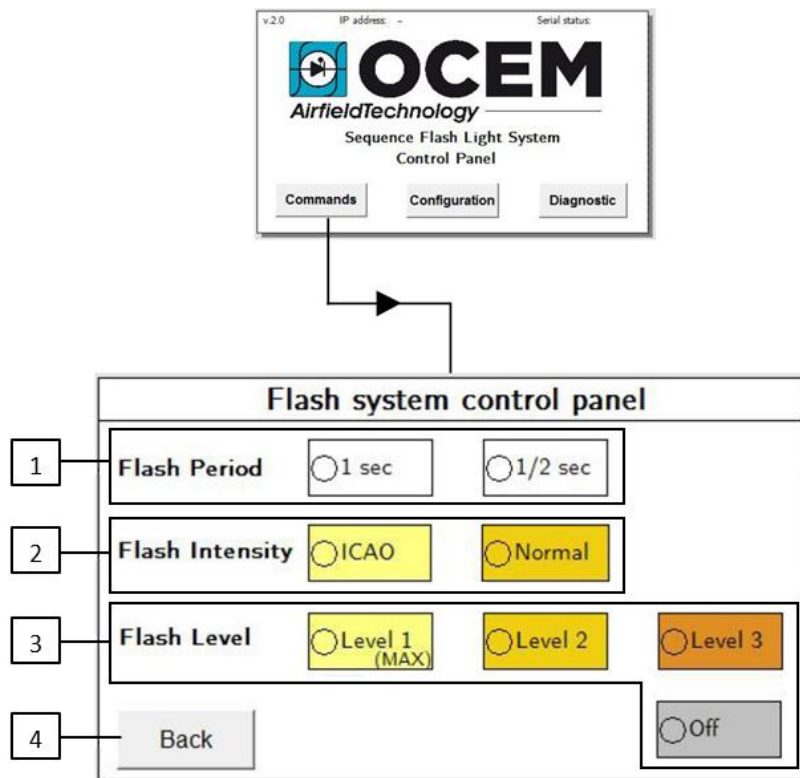 v.2.0 IP address: - Serial status:
OCEM
AirfieldTechnology
Sequence Flash Light System
Control Panel
Commands Configuration Diagnostic
Flash system control panel
1 Flash Period 1 sec 1/2 sec
2 Flash Intensity ICAO Normal
3 Flash Level Level 1 Level 2 Level 3
(MAX)
4 Back Off